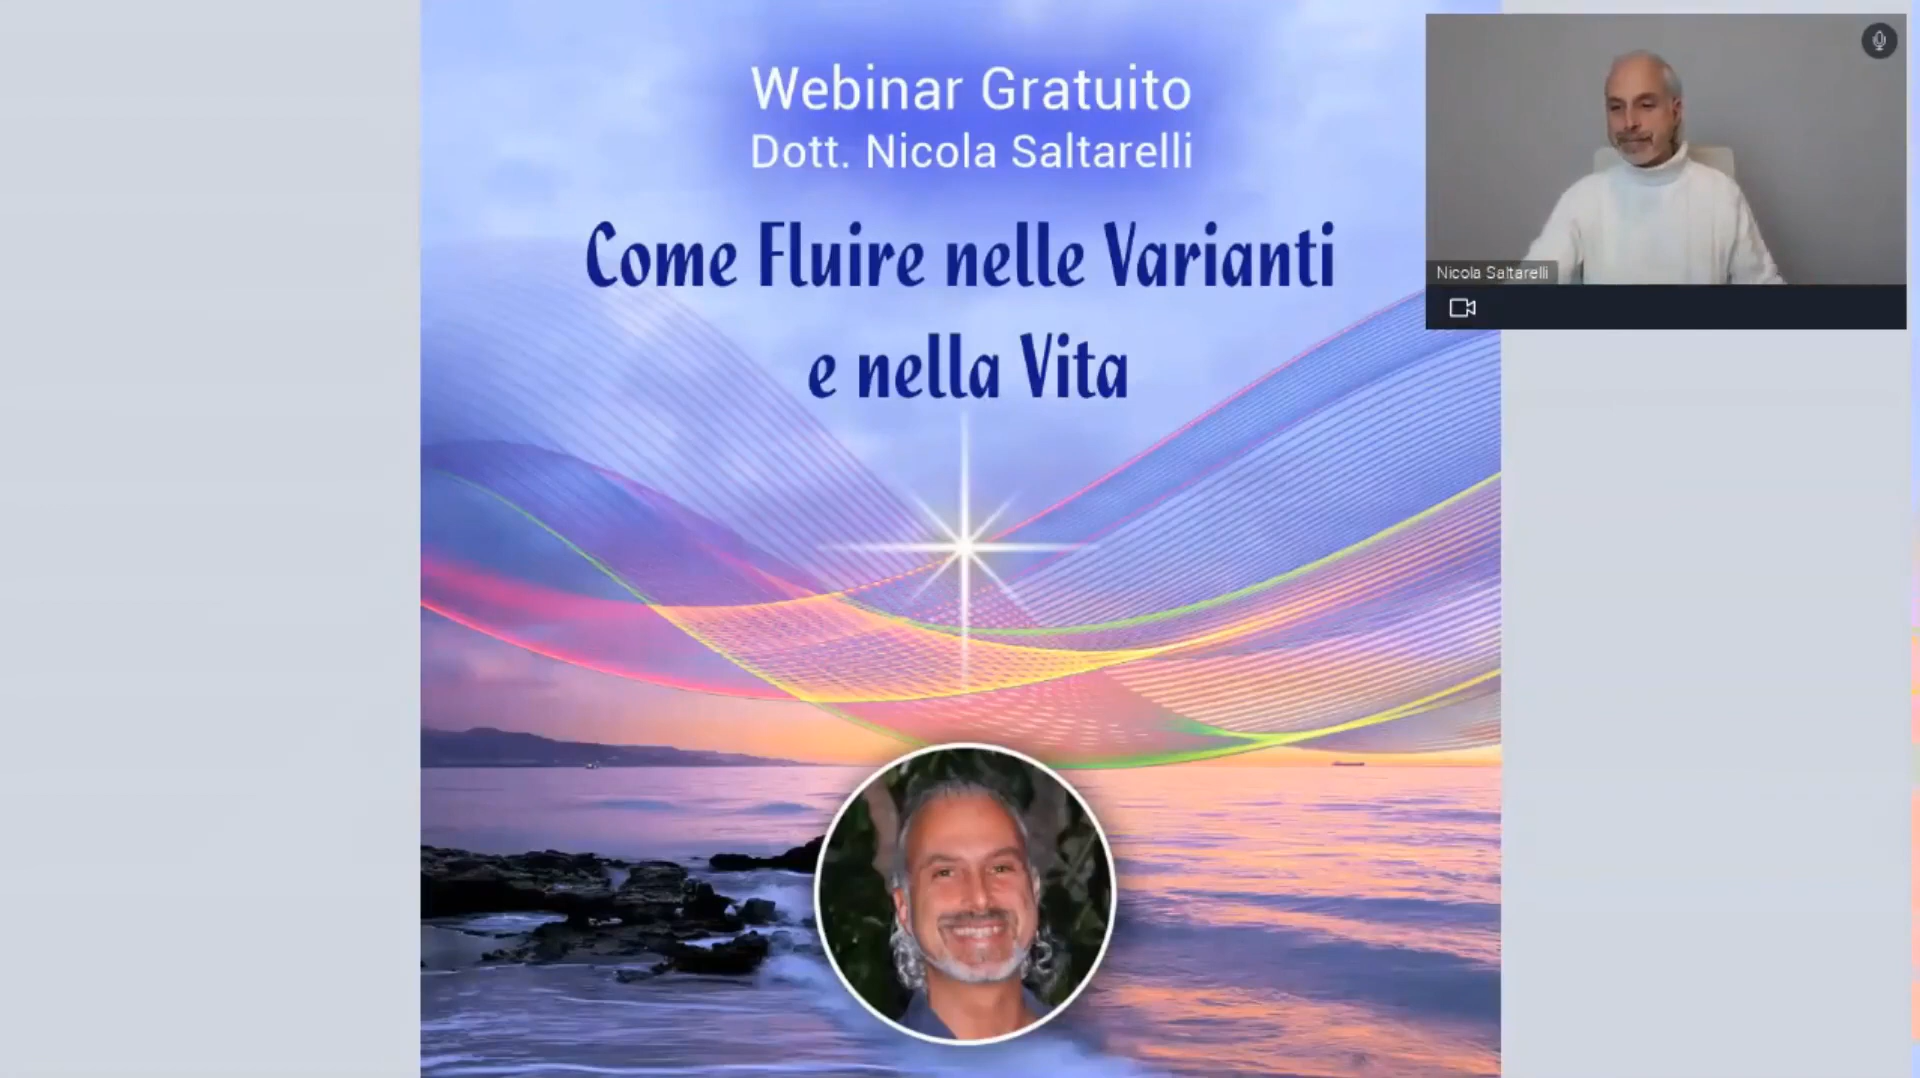 Webinar Gratuito
Dott. Nicola Saltarelli
Come Fluire nelle Varianti
e nella Vita
Nicola Saltarelli